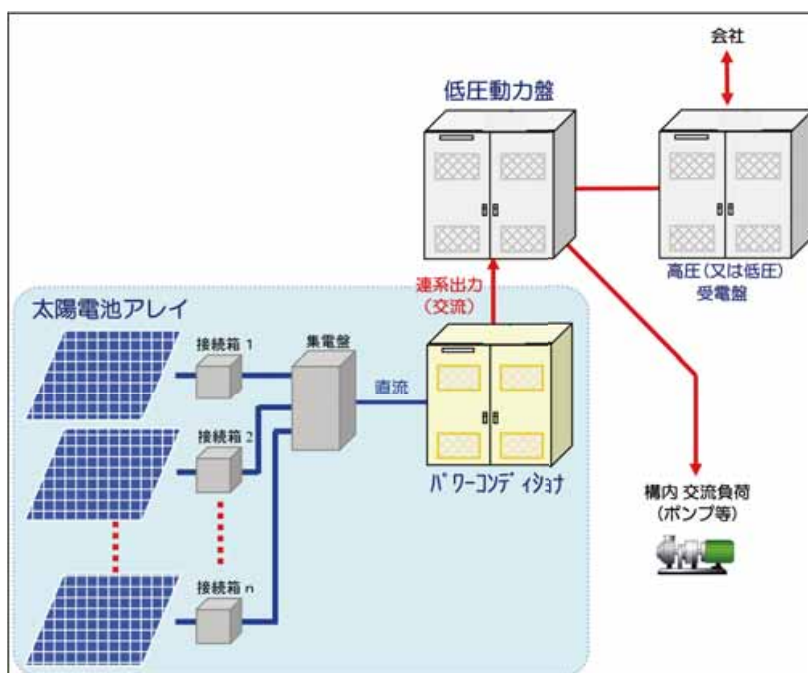 会社
低圧動力盤
高圧(又は低圧)
受電盤
連系出力
(交流)
太陽電池アレイ
接続箱 1
集電盤
直流
接続箱 2
パワーコンディショナ
構内 交流負荷
(ポンプ等)
接続箱 n